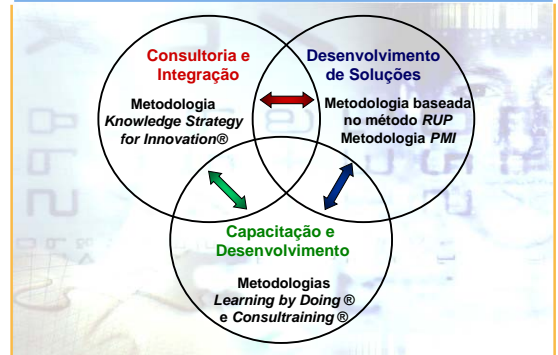 Consultoria e
Integração
Metodologia
Knowledge Strategy
for Innovation®
Desenvolvimento
de Soluções
Metodologia baseada
no método RUP
Metodologia PMI
Capacitação e
Desenvolvimento
Metodologias
Learning by Doing ®
e Consultraining ®